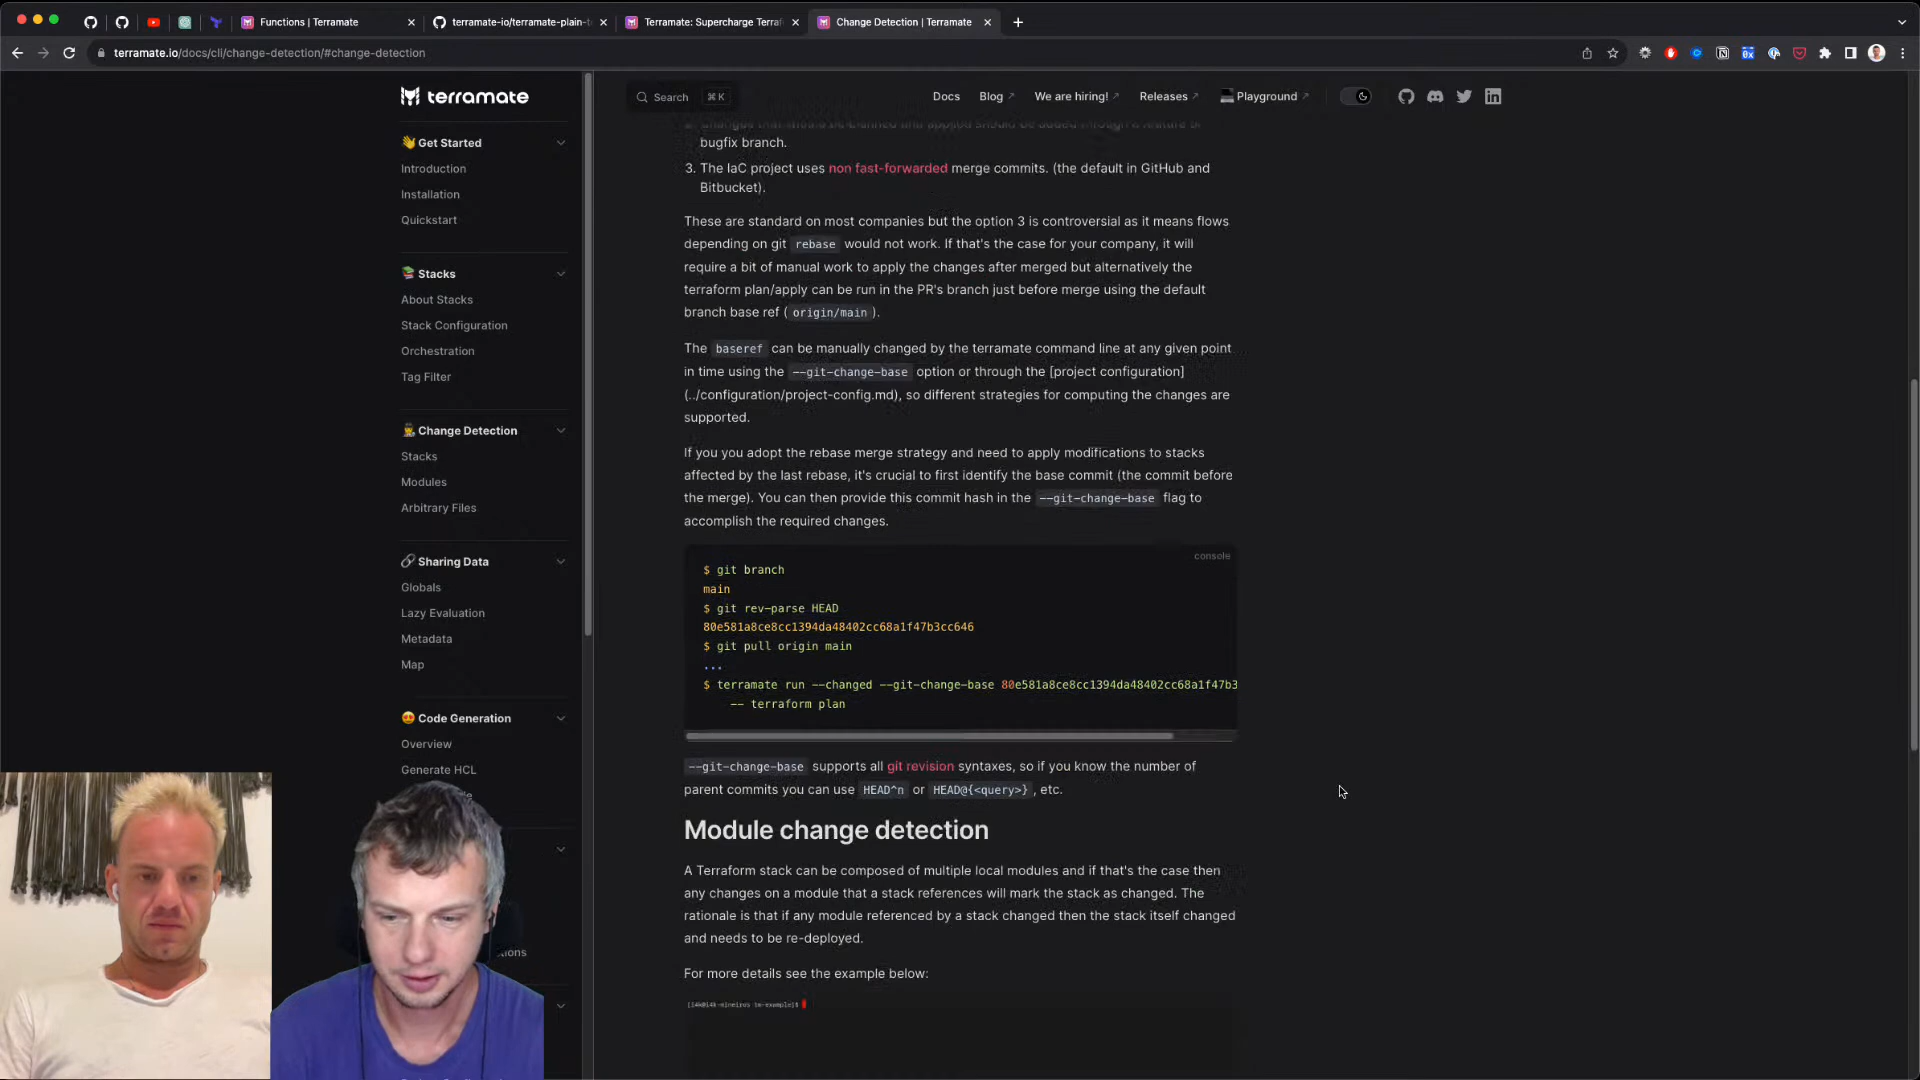 Functions | Terramate
terramate-io/terramate-plain-t
Terramate: Supercharge Terraf
Change Detection | Terramate
terramate.io/docs/cli/change-detection/#change-detection
terramate
Search ⌘ K
Docs
Blog
We are hiring!
Releases
Playground
👋 Get Started
Introduction
Installation
Quickstart
📚 Stacks
About Stacks
Stack Configuration
Orchestration
Tag Filter
Change Detection
Stacks
Modules
Arbitrary Files
🔗 Sharing Data
Globals
Lazy Evaluation
Metadata
Map
😍 Code Generation
Overview
Generate HCL
bugfix branch.
3. The IaC project uses non fast-forwarded merge commits. (the default in GitHub and
Bitbucket).
These are standard on most companies but the option 3 is controversial as it means flows
depending on git rebase would not work. If that's the case for your company, it will
require a bit of manual work to apply the changes after merged but alternatively the
terraform plan/apply can be run in the PR's branch just before merge using the default
branch base ref ( origin/main ).
The baseref can be manually changed by the terramate command line at any given point
in time using the --git-change-base option or through the [project configuration]
(../configuration/project-config.md), so different strategies for computing the changes are
supported.
If you you adopt the rebase merge strategy and need to apply modifications to stacks
affected by the last rebase, it's crucial to first identify the base commit (the commit before
the merge). You can then provide this commit hash in the --git-change-base flag to
accomplish the required changes.
console
$ git branch
main
$ git rev-parse HEAD
80e581a8ce8cc1394da48402cc68a1f47b3cc646
$ git pull origin main
...
$ terramate run --changed --git-change-base 80e581a8ce8cc1394da48402cc68a1f47b3
-- terraform plan
--git-change-base supports all git revision syntaxes, so if you know the number of
parent commits you can use HEAD^n or HEAD@{<query>} , etc.
Module change detection
A Terraform stack can be composed of multiple local modules and if that's the case then
any changes on a module that a stack references will mark the stack as changed. The
rationale is that if any module referenced by a stack changed then the stack itself changed
and needs to be re-deployed.
For more details see the example below: